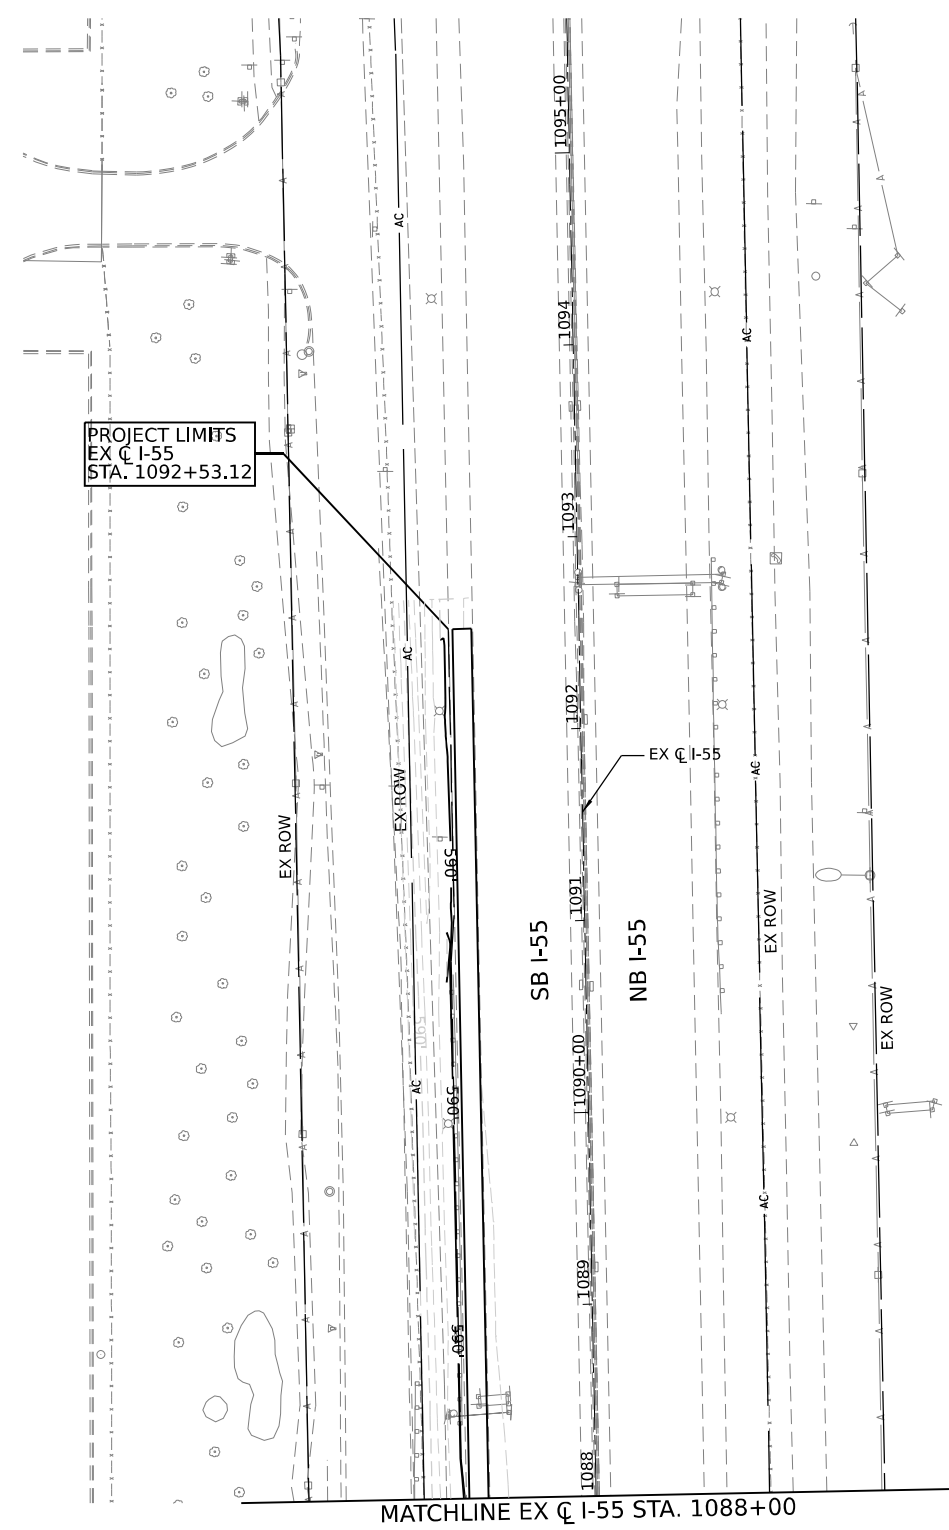 1095+00
AC
1094
AC
PROJECT LIMITS
EX ℄ I-55
STA. 1092+53.12
1093
AC
1092
EX ℄ I-55
AC
EX ROW
EX ROW
590
1091
EX ROW
SB I-55
NB I-55
EX ROW
590
1090+00
AC
590
AC
1089
590
1088
MATCHLINE EX ℄ I-55 STA. 1088+00